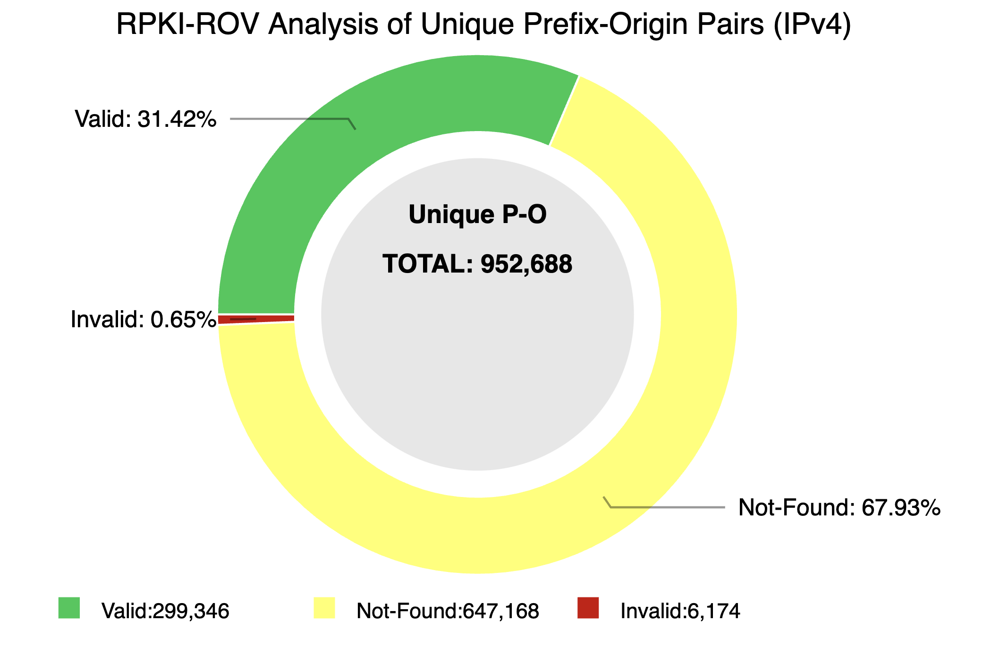 RPKI-ROV Analysis of Unique Prefix-Origin Pairs (IPv4)
Valid: 31.42%
Unique P-O
TOTAL: 952,688
Invalid: 0.65%
Not-Found: 67.93%
Valid:299,346
Not-Found:647,168
Invalid:6,174